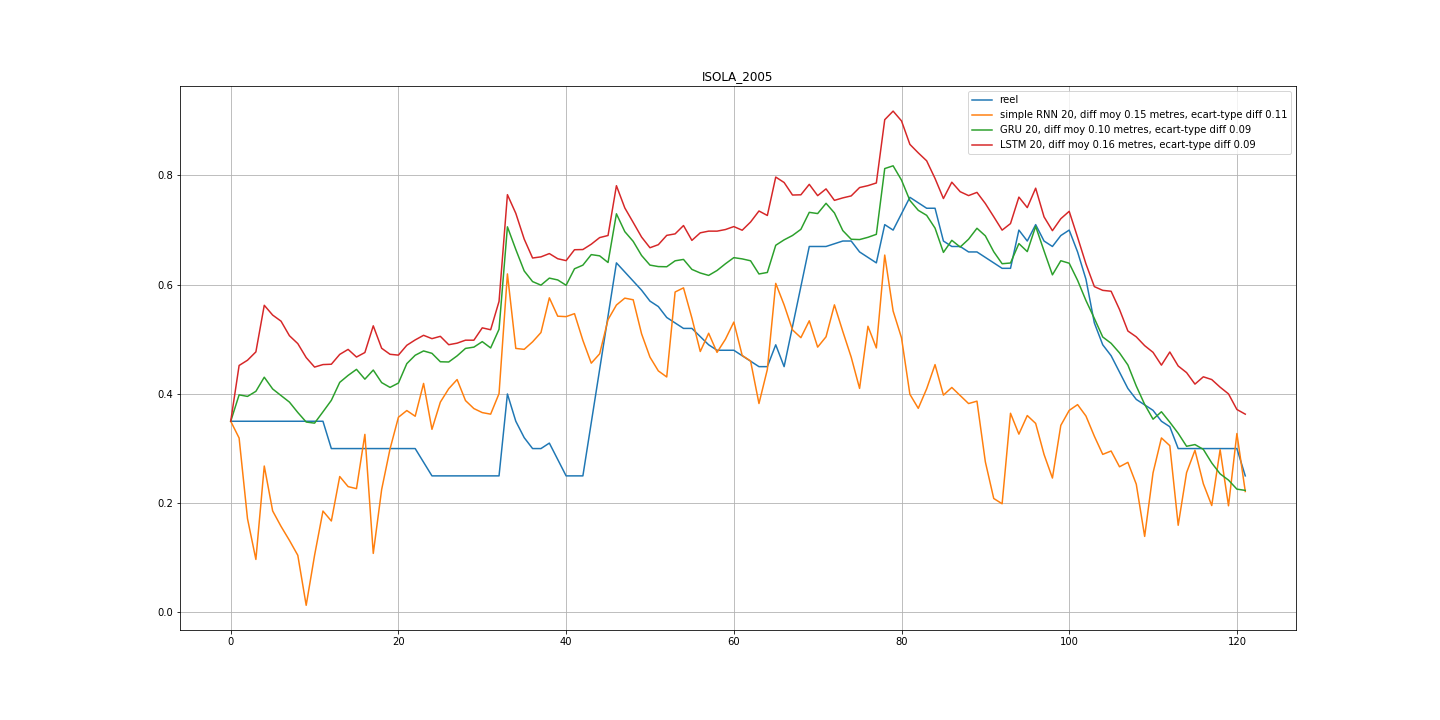 ISOLA_2005
reel
simple RNN 20, diff moy 0.15 metres, ecart-type diff 0.11
GRU 20, diff moy 0.10 metres, ecart-type diff 0.09
LSTM 20, diff moy 0.16 metres, ecart-type diff 0.09
0.8
0.6
0.4
0.2
0.0
0 20 40 60 80 100 120